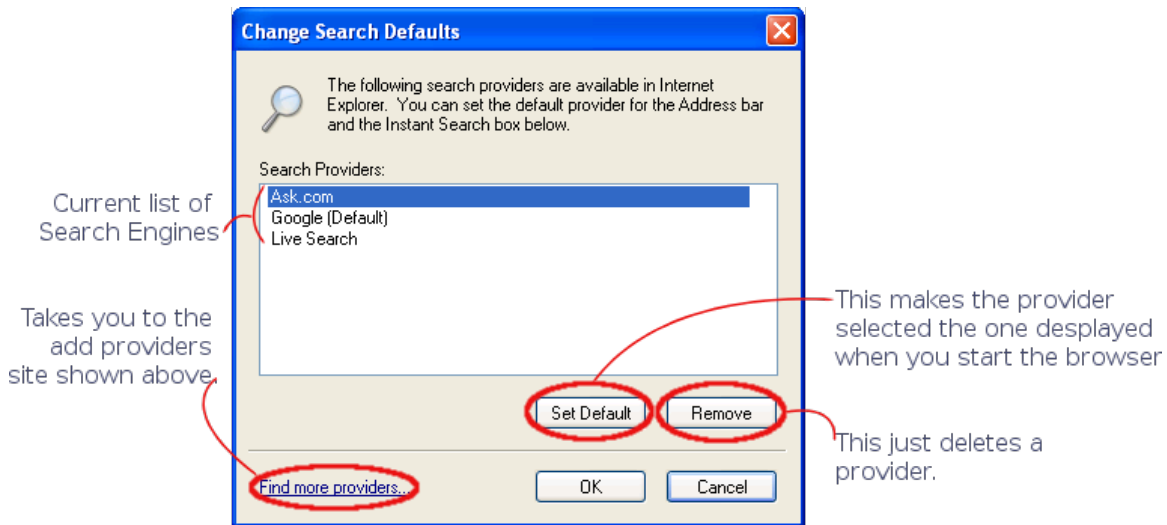 Change Search Defaults
The following search providers are available in Internet
Explorer. You can set the default provider for the Address bar
and the Instant Search box below.
Search Providers:
Ask.com
Google (Default)
Live Search
Current list of
Search Engines
Takes you to the
add providers
site shown above.
This makes the provider
selected the one desplayed
when you start the browser
Set Default
Remove
This just deletes a
provider.
Find more providers...
OK
Cancel